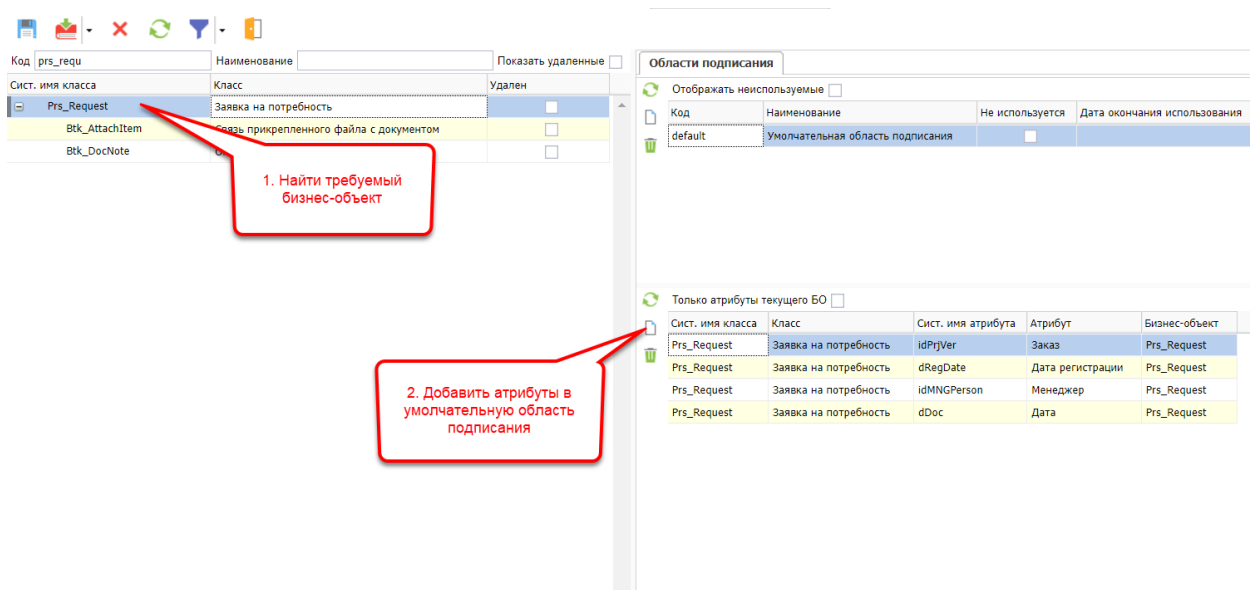 Код prs_requ Наименование Показать удаленные
Сист. имя класса Класс Удален
Prs_Request Заявка на потребность
Btk_AttachItem Связь прикрепленного файла с документом
Btk_DocNote
1. Найти требуемый
бизнес-объект
Области подписания
Отображать неиспользуемые
Код Наименование Не используется Дата окончания использования
default Умолчательная область подписания
Только атрибуты текущего БО
Сист. имя класса Класс Сист. имя атрибута Атрибут Бизнес-объект
Prs_Request Заявка на потребность idPrjVer Заказ Prs_Request
Prs_Request Заявка на потребность dRegDate Дата регистрации Prs_Request
Prs_Request Заявка на потребность idMNGPerson Менеджер Prs_Request
Prs_Request Заявка на потребность dDoc Дата Prs_Request
2. Добавить атрибуты в
умолчательную область
подписания